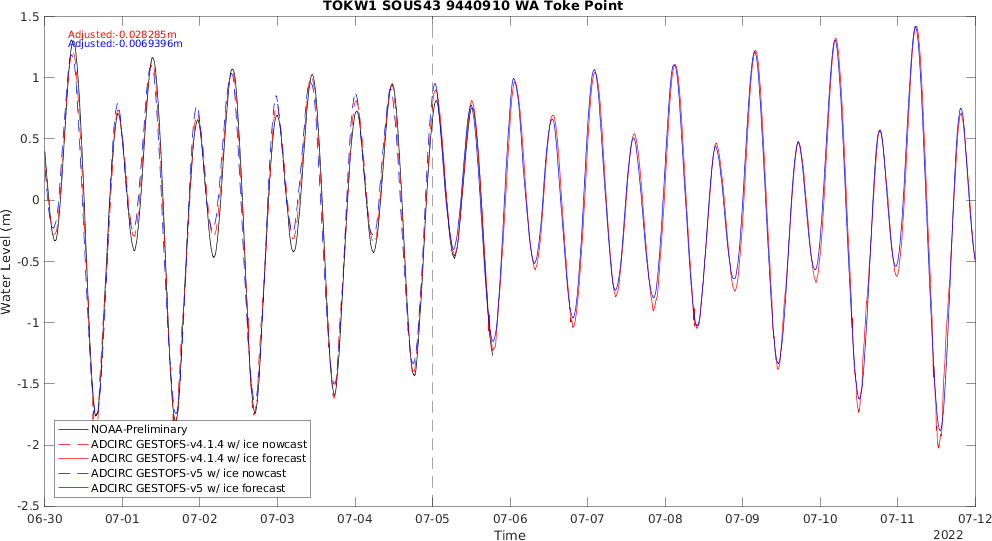 TOKW1 SOUS43 9440910 WA Toke Point
Adjusted:-0.028285m
Adjusted:-0.0069396m
Water Level (m)
1.5
1
0.5
0
-0.5
-1
-1.5
-2
-2.5
NOAA-Preliminary
ADCIRC GESTOFS-v4.1.4 w/ ice nowcast
ADCIRC GESTOFS-v4.1.4 w/ ice forecast
ADCIRC GESTOFS-v5 w/ ice nowcast
ADCIRC GESTOFS-v5 w/ ice forecast
06-30 07-01 07-02 07-03 07-04 07-05 07-06 07-07 07-08 07-09 07-10 07-11 07-12
Time
2022